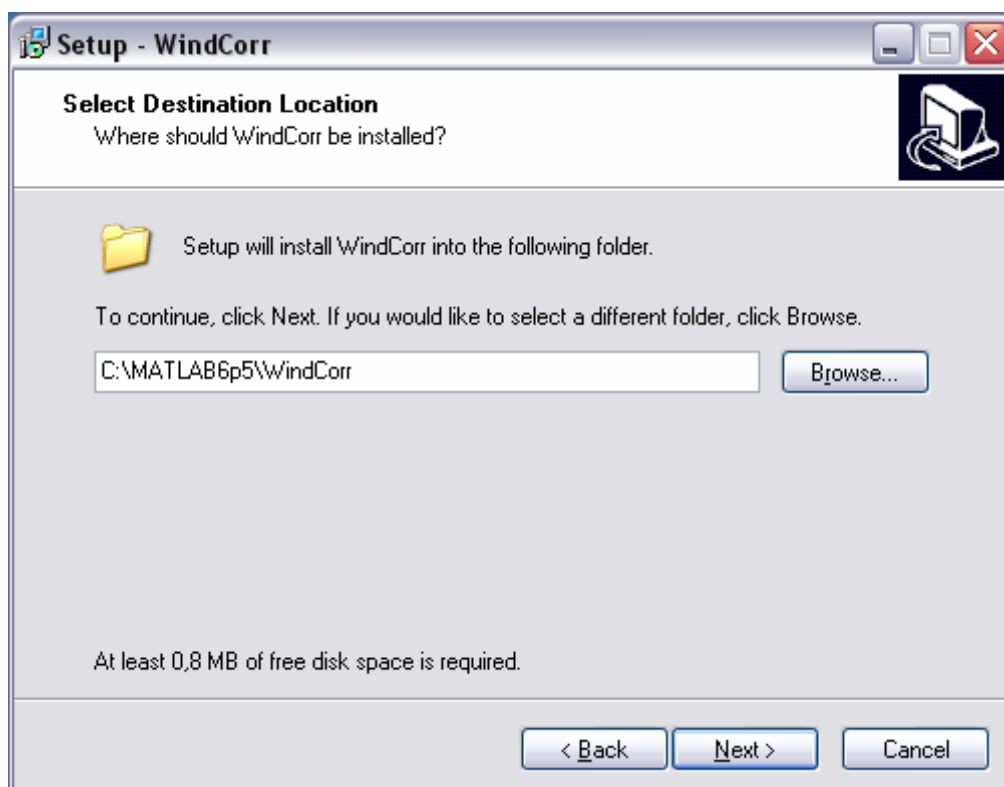 Setup - WindCorr
Select Destination Location
Where should WindCorr be installed?
Setup will install WindCorr into the following folder.
To continue, click Next. If you would like to select a different folder, click Browse.
C:\MATLAB6p5\WindCorr
Browse...
At least 0,8 MB of free disk space is required.
< Back
Next >
Cancel